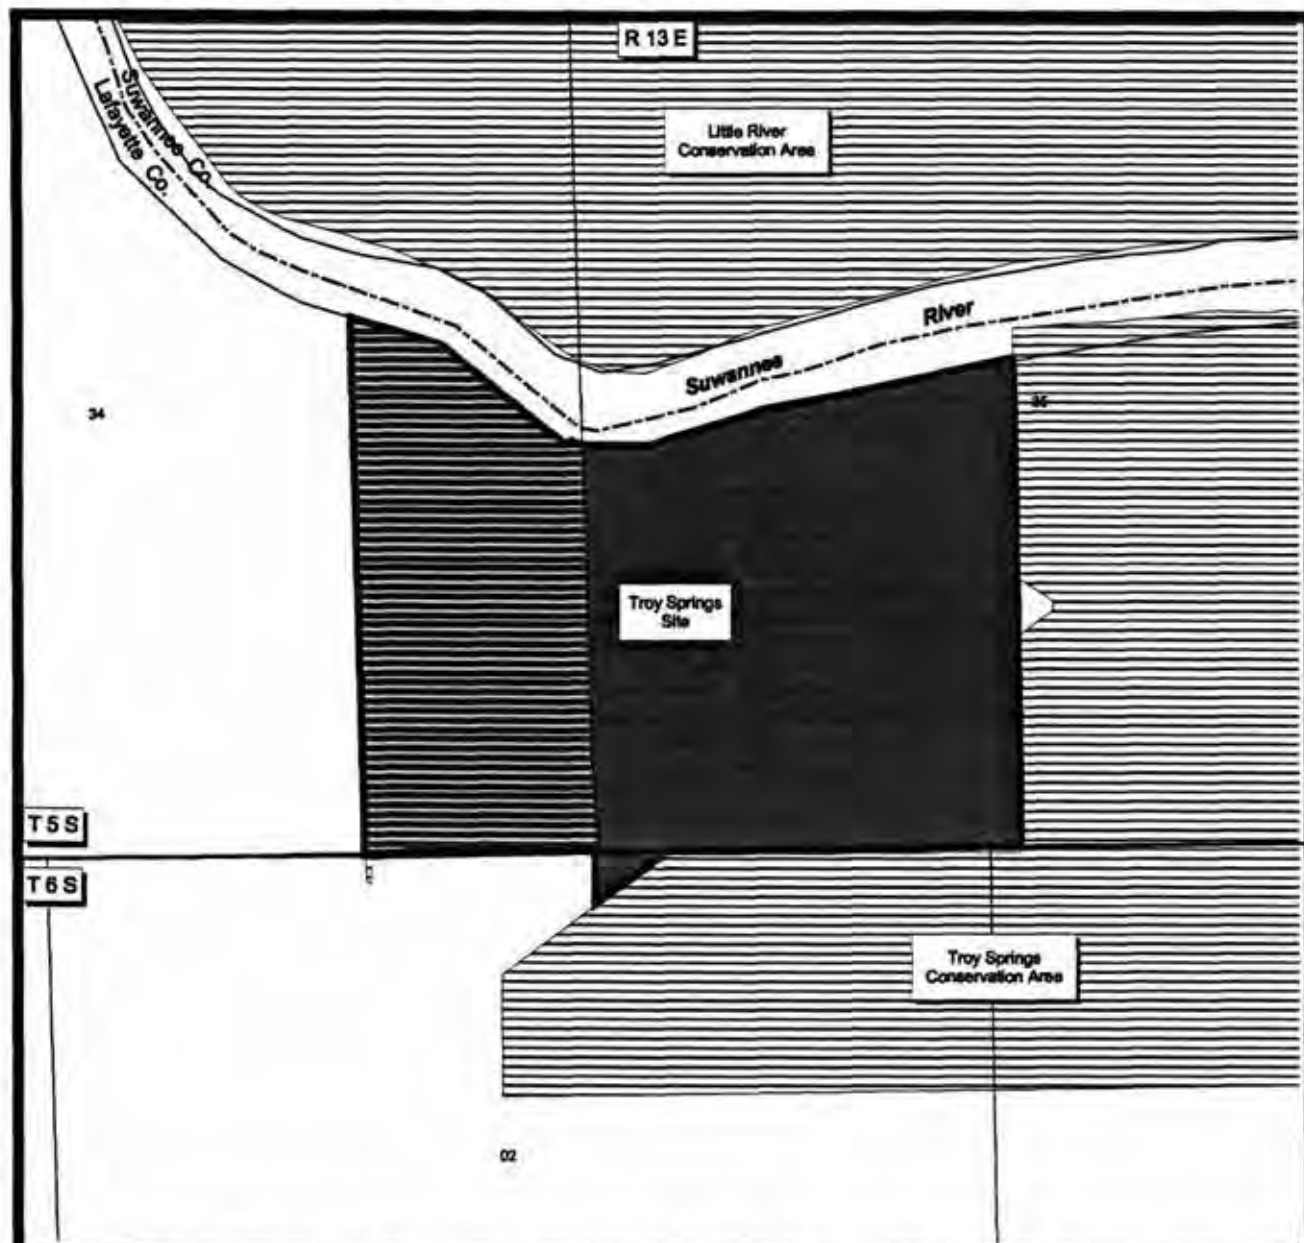 R 13 E
Little River
Conservation Area
Suwannee Co.
Lafayette Co.
River
Suwannee
34
Troy Springs
Site
T 5 S
T 6 S
Troy Springs
Conservation Area
02